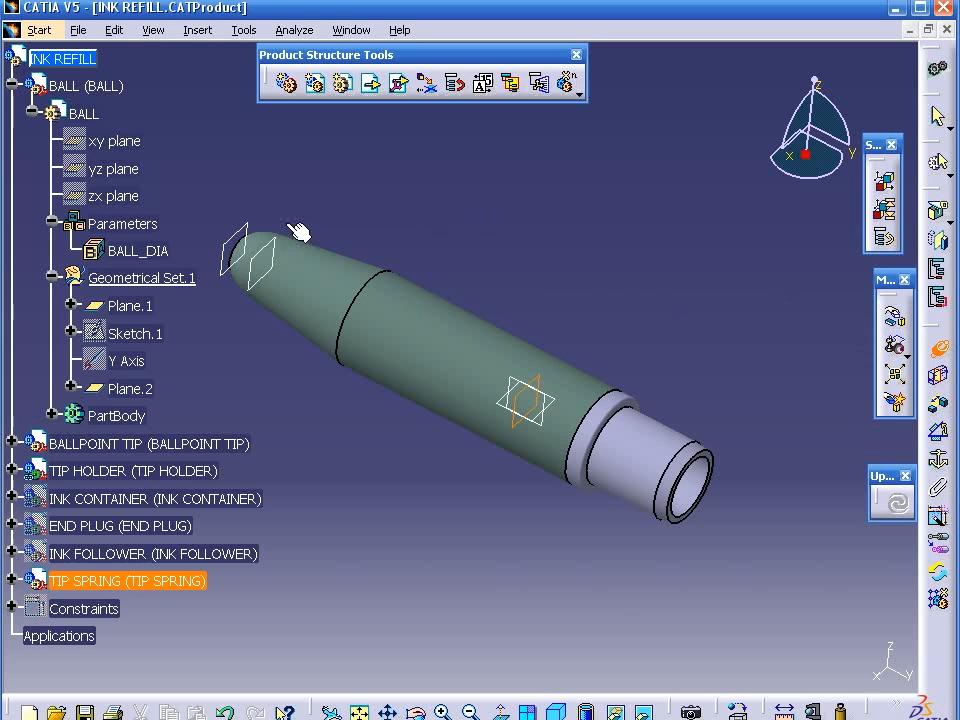 CATIA V5 - [INK REFILL.CATProduct]
Start File Edit View Insert Tools Analyze Window Help
Product Structure Tools
INK REFILL
BALL (BALL)
BALL
xy plane
yz plane
zx plane
Parameters
BALL_DIA
Geometrical Set.1
Plane.1
Sketch.1
Y Axis
Plane.2
PartBody
BALLPOINT TIP (BALLPOINT TIP)
TIP HOLDER (TIP HOLDER)
INK CONTAINER (INK CONTAINER)
END PLUG (END PLUG)
INK FOLLOWER (INK FOLLOWER)
TIP SPRING (TIP SPRING)
Constraints
Applications
z
x
y
S...
M...
Up...
z
x
y